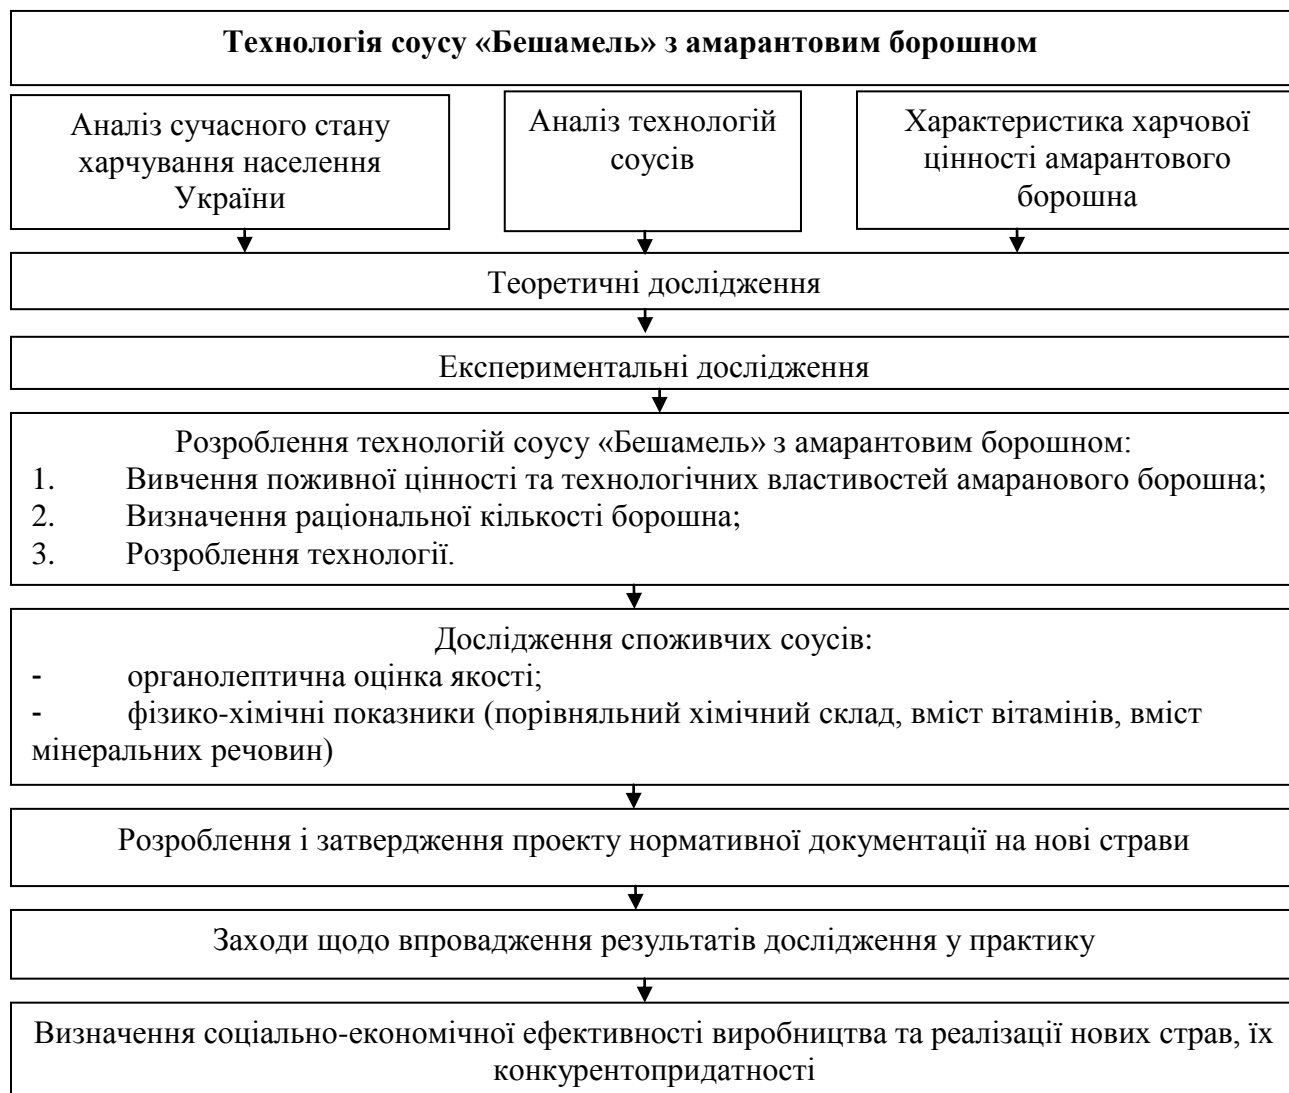 Технологія соусу «Бешамель» з амарантовим борошном
Аналіз сучасного стану
харчування населення
України
Аналіз технологій
соусів
Характеристика харчової
цінності амарантового
борошна
Теоретичні дослідження
Експериментальні дослідження
Розроблення технологій соусу «Бешамель» з амарантовим борошном:
1. Вивчення поживної цінності та технологічних властивостей амаранового борошна;
2. Визначення раціональної кількості борошна;
3. Розроблення технології.
Дослідження споживчих соусів:
- органолептична оцінка якості;
- фізико-хімічні показники (порівняльний хімічний склад, вміст вітамінів, вміст
мінеральних речовин)
Розроблення і затвердження проекту нормативної документації на нові страви
Заходи щодо впровадження результатів дослідження у практику
Визначення соціально-економічної ефективності виробництва та реалізації нових страв, їх
конкурентопридатності